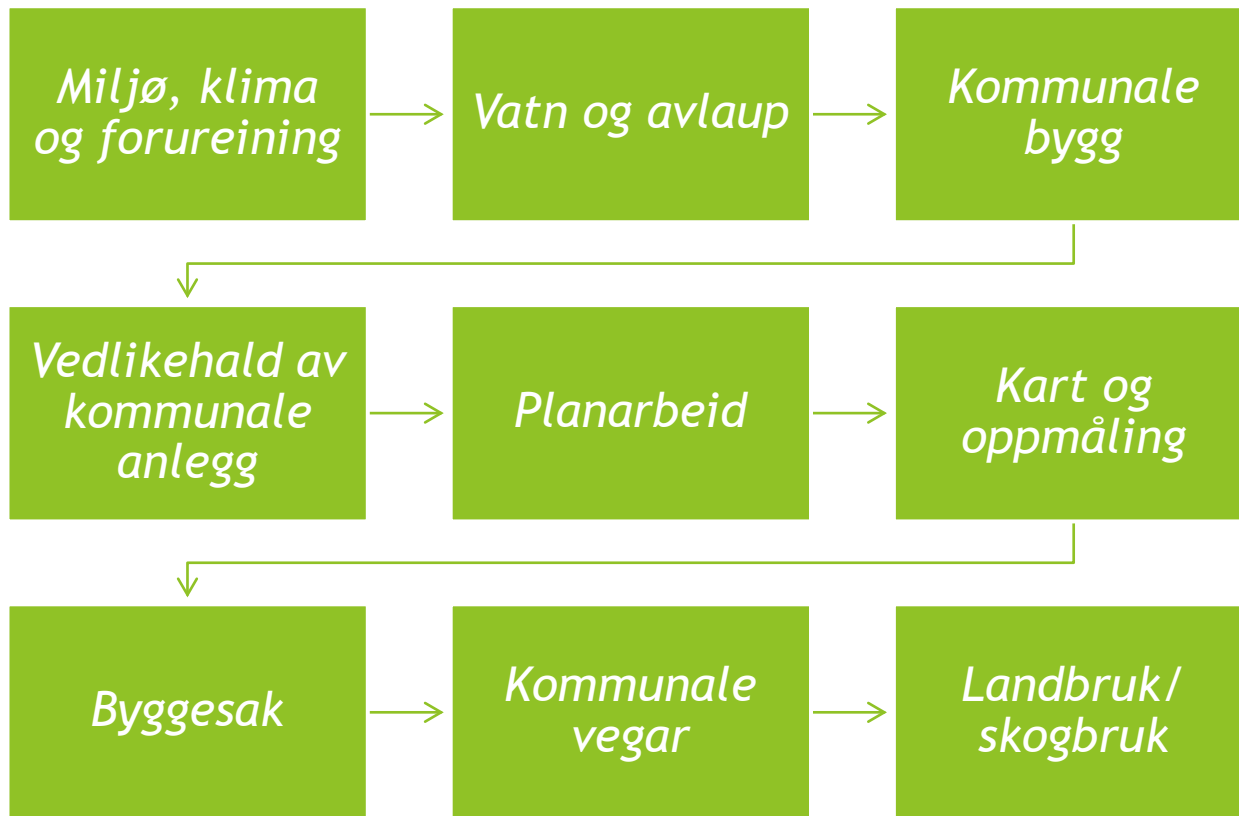 Miljø, klima
og forureining
Vatn og avlaup
Kommunale
bygg
Vedlikehald av
kommunale
anlegg
Planarbeid
Kart og
oppmåling
Byggesak
Kommunale
vegar
Landbruk/
skogbruk